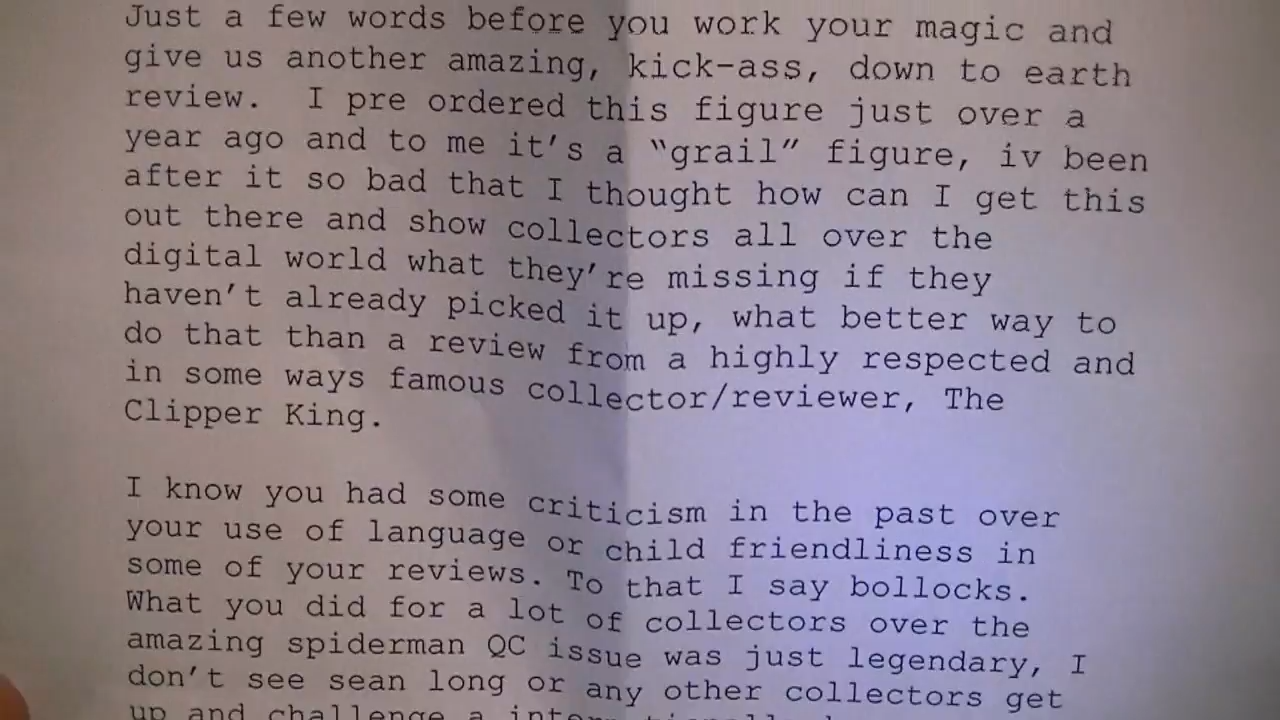 Just a few words before you work your magic and
give us another amazing, kick-ass, down to earth
review.  I pre ordered this figure just over a
year ago and to me it's a “grail” figure, iv been
after it so bad that I thought how can I get this
out there and show collectors all over the
digital world what they're missing if they
haven't already picked it up, what better way to
do that than a review from a highly respected and
in some ways famous collector/reviewer, The
Clipper King.

I know you had some criticism in the past over
your use of language or child friendliness in
some of your reviews. To that I say bollocks.
What you did for a lot of collectors over the
amazing spiderman QC issue was just legendary, I
don't see sean long or any other collectors get
up and challenge a